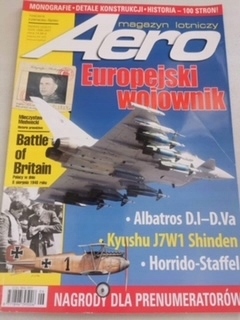 MONOGRAFIE • DETALE KONSTRUKCJI • HISTORIA – 100 STRON!
magazyn lotniczy
Aero
Europejski
wojownik
Mieczysław
Battle
of
Britain
• Albatros D.I–D.Va
• Kyushu J7W1 Shinden
• Horrido-Staffel
NAGRODY DLA PRENUMERATORÓW